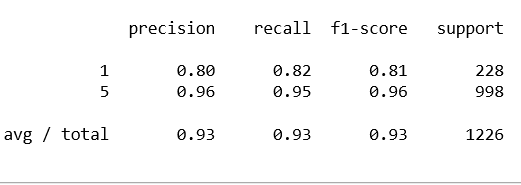 precision recall f1-score support
1 0.80 0.82 0.81 228
5 0.96 0.95 0.96 998
avg / total 0.93 0.93 0.93 1226